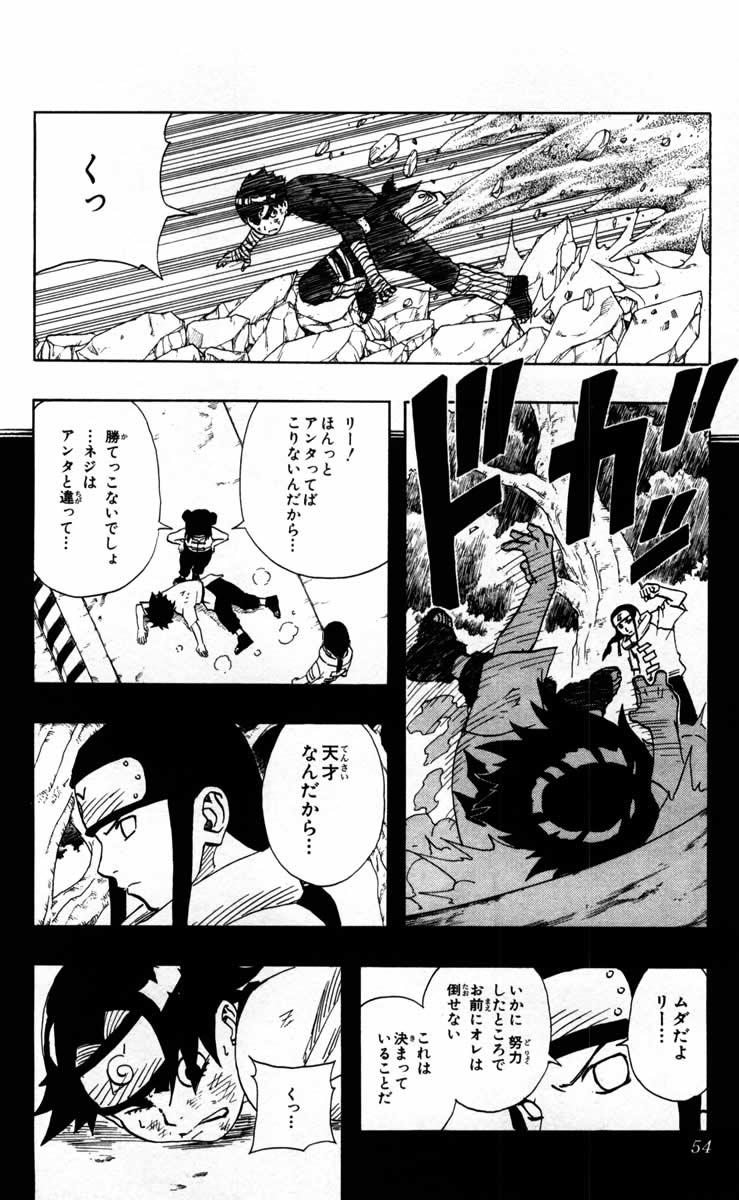 くっ
ドガッ
リー！
ほんっと
アンタってば
こりないんだから…
勝てっこないでしょ
…ネジは
アンタと違って…
天才
なんだから…
ムダだよ
リー…
いかに 努力
したところで
お前にオレは
倒せない
これは
決まって
いることだ
くっ…
54